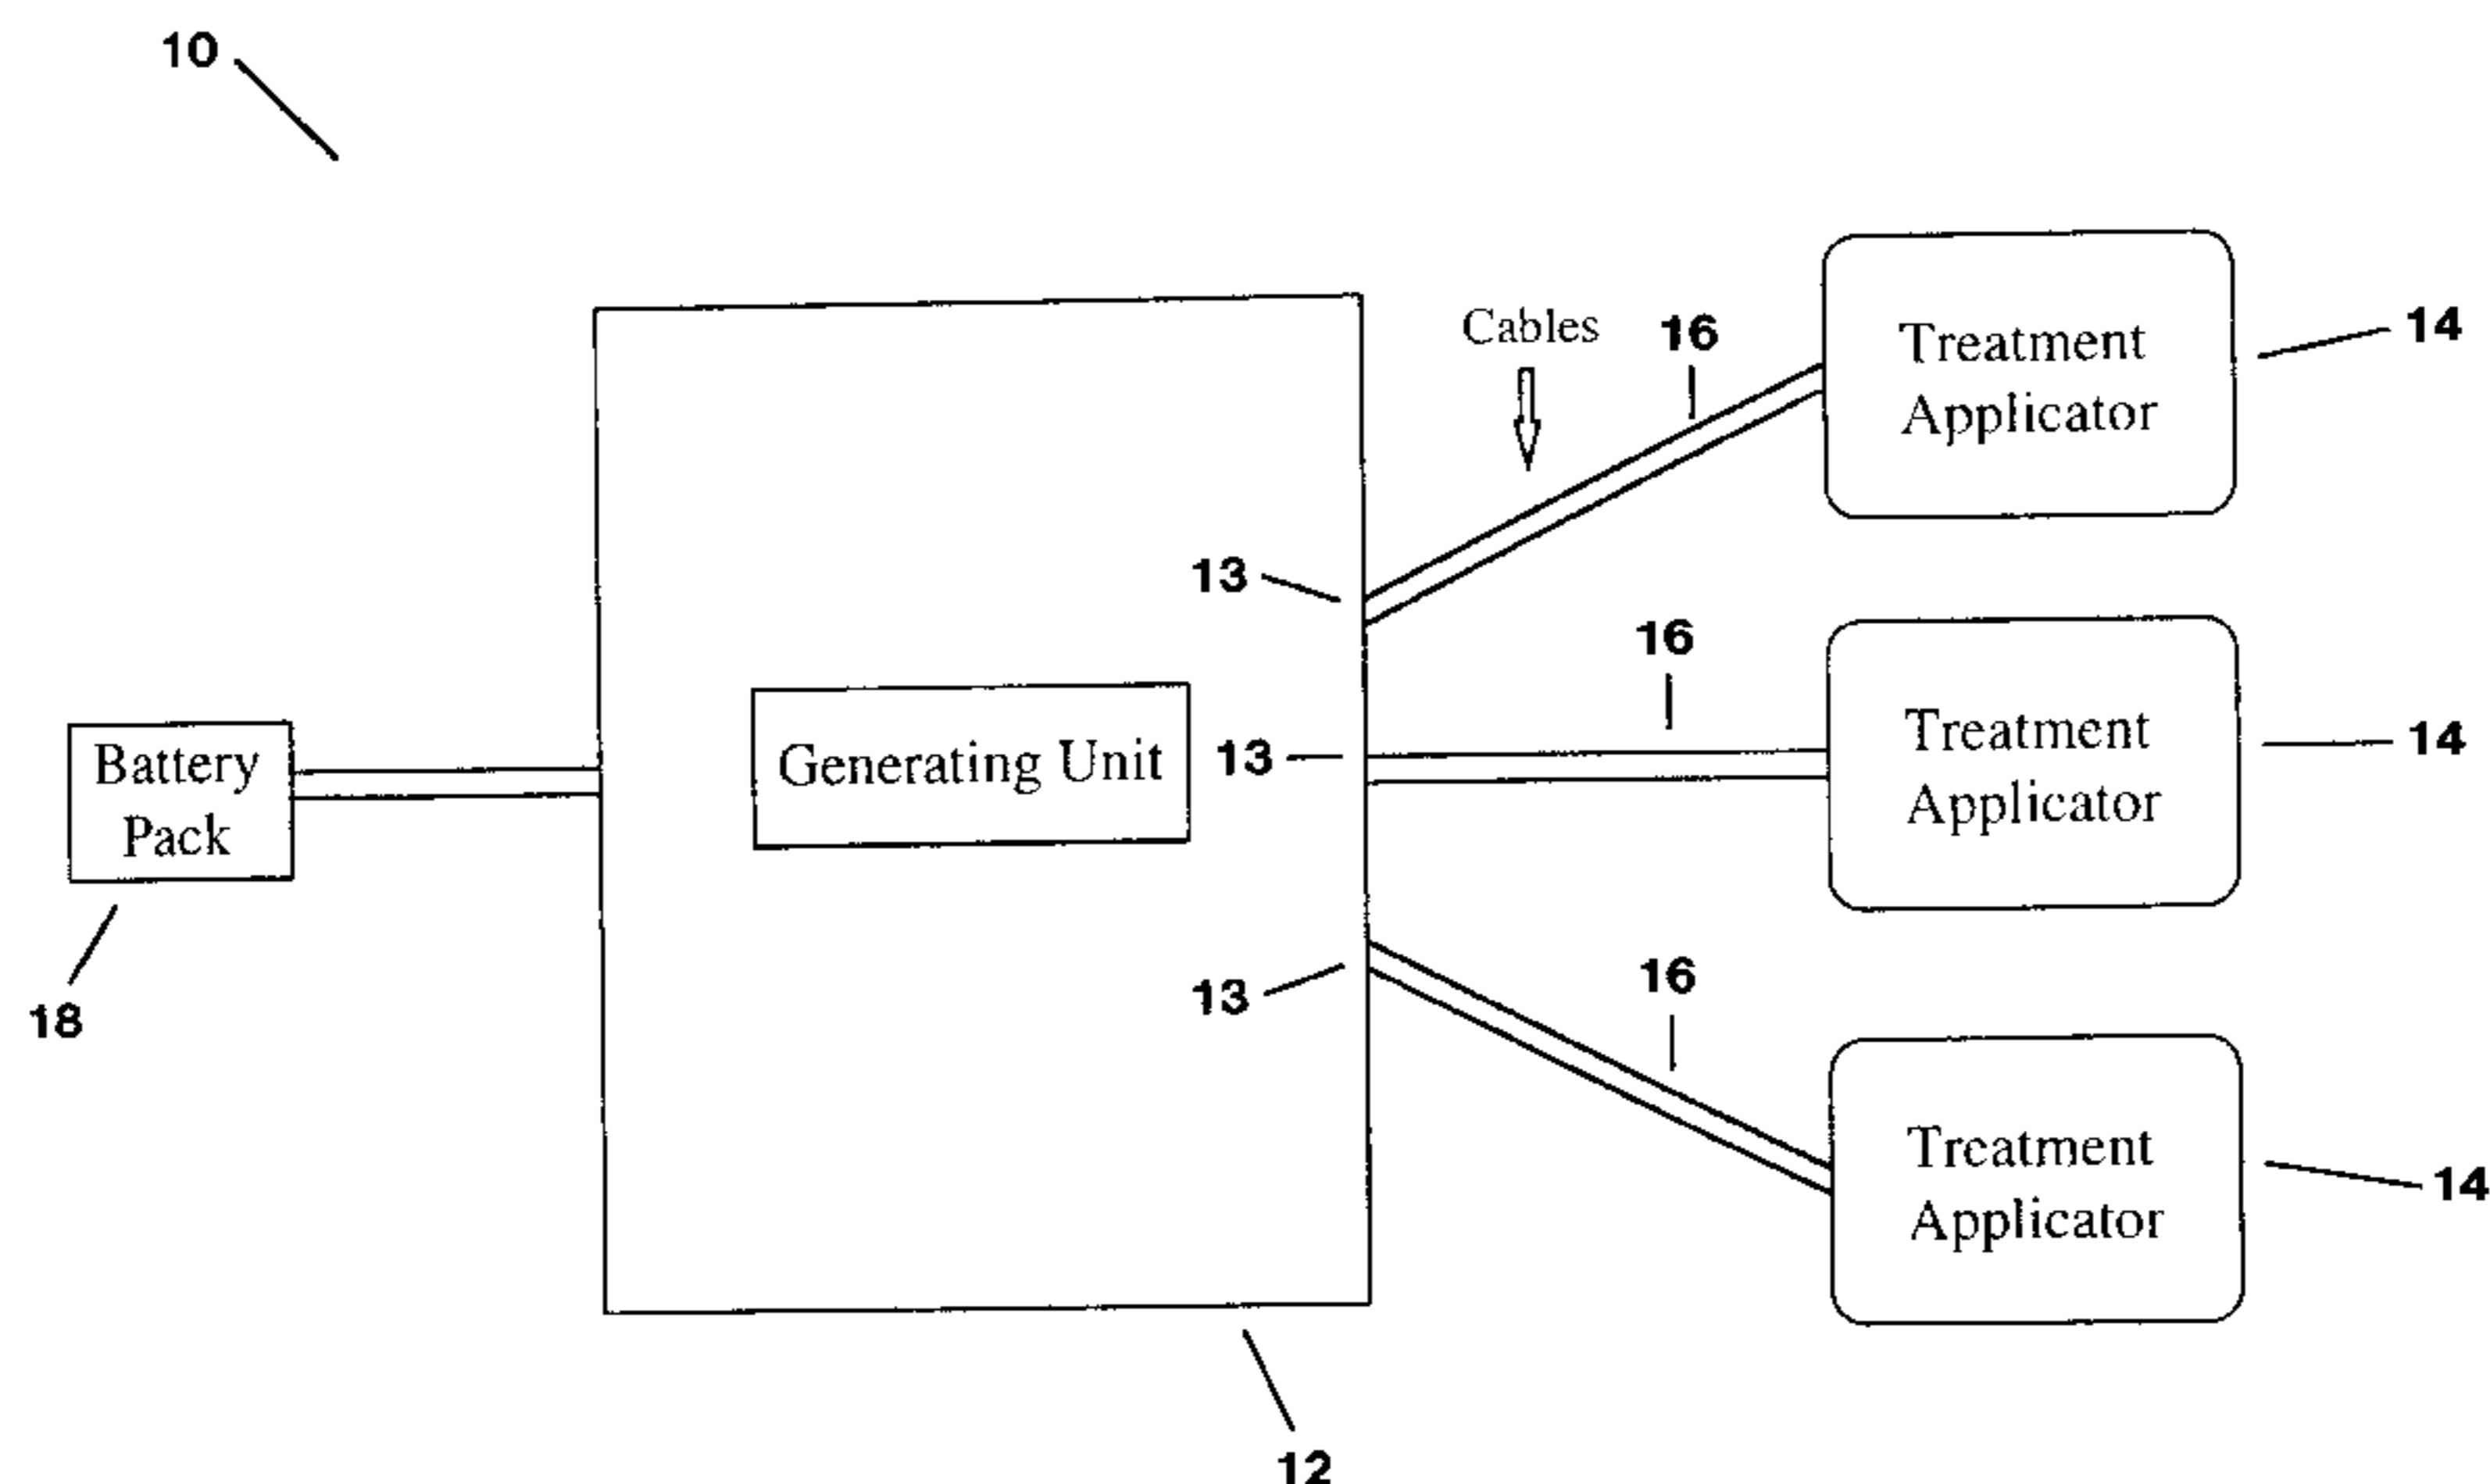 10
Cables
16
Treatment
Applicator
14
13
16
Treatment
Applicator
14
Battery
Pack
Generating Unit
13
18
13
16
Treatment
Applicator
14
12